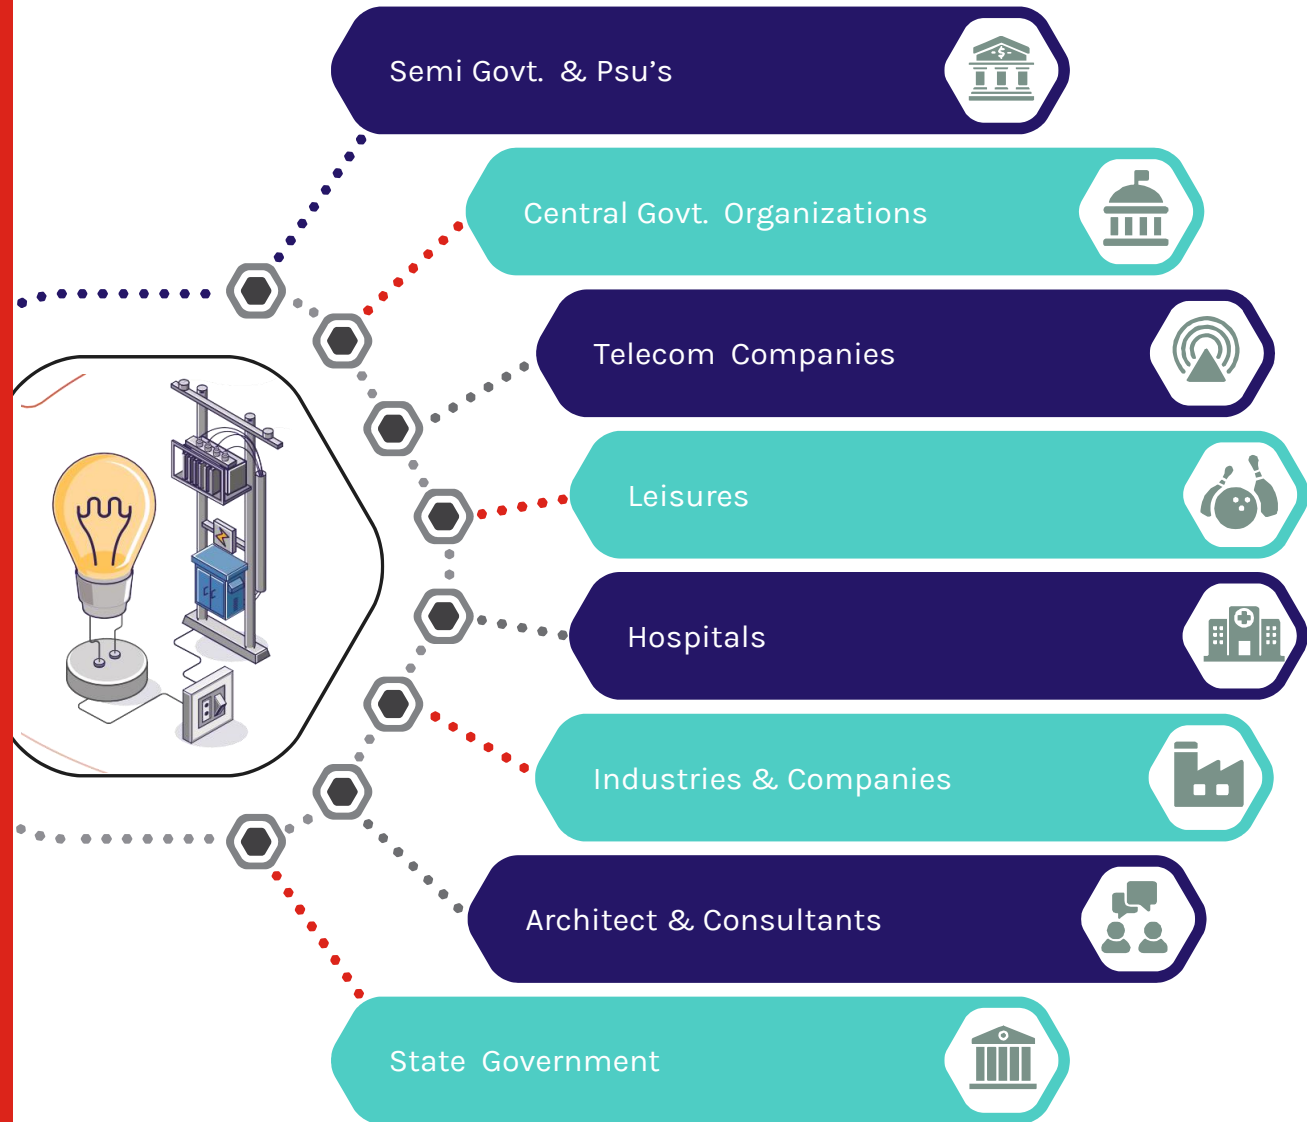 Semi Govt. & Psu's
Central Govt. Organizations
Telecom Companies
Leisures
Hospitals
Industries & Companies
Architect & Consultants
State Government